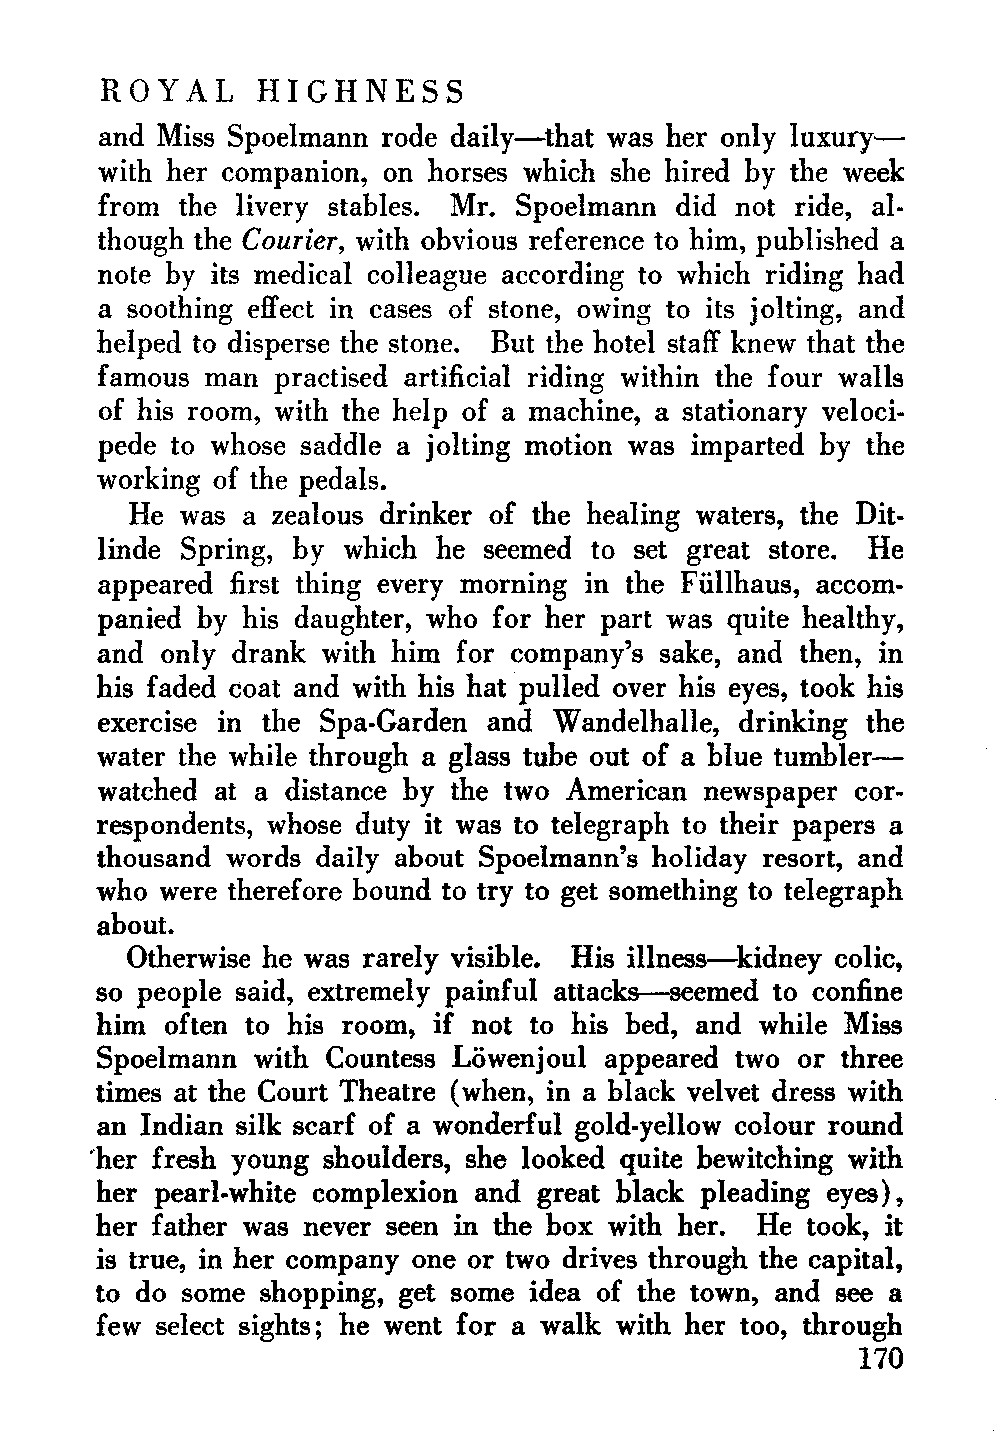 ROYAL HIGHNESS
and Miss Spoelmann rode daily—that was her only luxury—
with her companion, on horses which she hired by the week
from the livery stables. Mr. Spoelmann did not ride, al-
though the Courier, with obvious reference to him, published a
note by its medical colleague according to which riding had
a soothing effect in cases of stone, owing to its jolting, and
helped to disperse the stone. But the hotel staff knew that the
famous man practised artificial riding within the four walls
of his room, with the help of a machine, a stationary veloci-
pede to whose saddle a jolting motion was imparted by the
working of the pedals.
He was a zealous drinker of the healing waters, the Dit-
linde Spring, by which he seemed to set great store. He
appeared first thing every morning in the Füllhaus, accom-
panied by his daughter, who for her part was quite healthy,
and only drank with him for company's sake, and then, in
his faded coat and with his hat pulled over his eyes, took his
exercise in the Spa-Garden and Wandelhalle, drinking the
water the while through a glass tube out of a blue tumbler—
watched at a distance by the two American newspaper cor-
respondents, whose duty it was to telegraph to their papers a
thousand words daily about Spoelmann's holiday resort, and
who were therefore bound to try to get something to telegraph
about.
Otherwise he was rarely visible. His illness—kidney colic,
so people said, extremely painful attacks—seemed to confine
him often to his room, if not to his bed, and while Miss
Spoelmann with Countess Löwenjoul appeared two or three
times at the Court Theatre (when, in a black velvet dress with
an Indian silk scarf of a wonderful gold-yellow colour round
her fresh young shoulders, she looked quite bewitching with
her pearl-white complexion and great black pleading eyes),
her father was never seen in the box with her. He took, it
is true, in her company one or two drives through the capital,
to do some shopping, get some idea of the town, and see a
few select sights; he went for a walk with her too, through
170